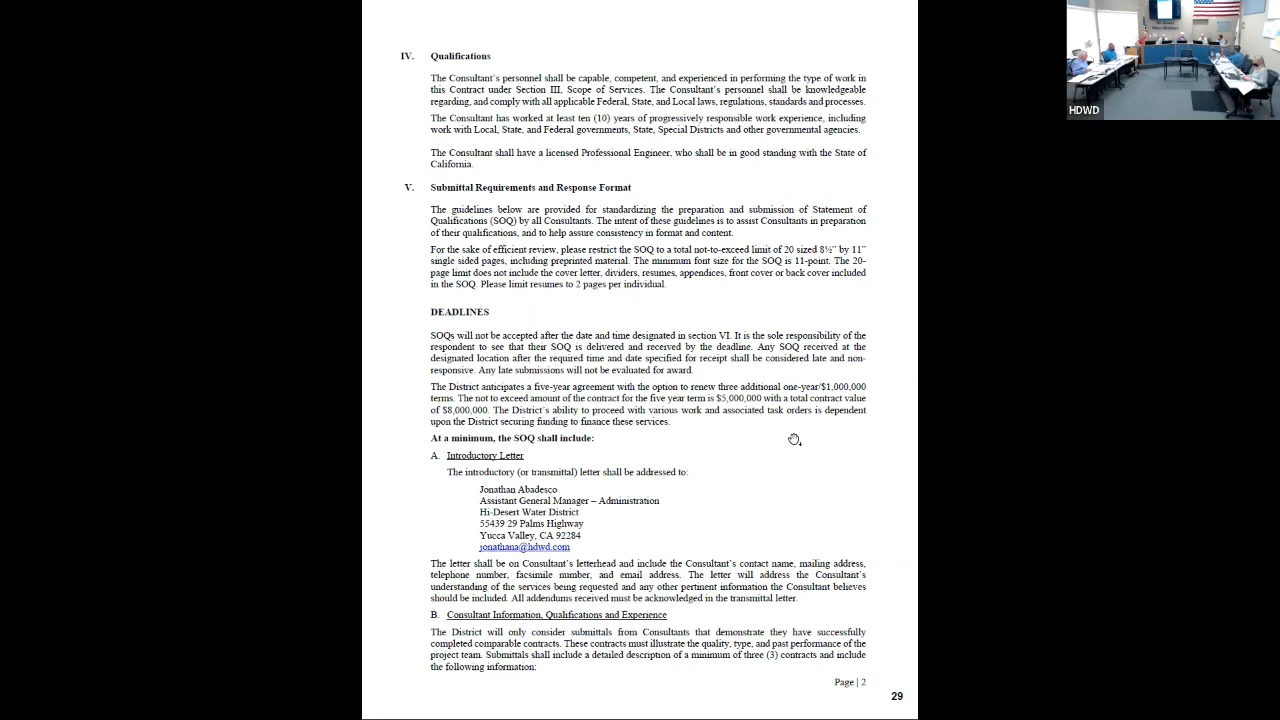 IV. Qualifications
The Consultant's personnel shall be capable, competent, and experienced in performing the type of work in
this Contract under Section III, Scope of Services. The Consultant's personnel shall be knowledgeable
regarding, and comply with all applicable Federal, State, and Local laws, regulations, standards and processes.
The Consultant has worked at least ten (10) years of progressively responsible work experience, including
work with Local, State, and Federal governments, State, Special Districts and other governmental agencies.
The Consultant shall have a licensed Professional Engineer, who shall be in good standing with the State of
California.
V. Submittal Requirements and Response Format
The guidelines below are provided for standardizing the preparation and submission of Statement of
Qualifications (SOQ) by all Consultants. The intent of these guidelines is to assist Consultants in preparation
of their qualifications, and to help assure consistency in format and content.
For the sake of efficient review, please restrict the SOQ to a total not-to-exceed limit of 20 sized 8½" by 11"
single sided pages, including preprinted material. The minimum font size for the SOQ is 11-point. The 20-
page limit does not include the cover letter, dividers, resumes, appendices, front cover or back cover included
in the SOQ. Please limit resumes to 2 pages per individual.
DEADLINES
SOQs will not be accepted after the date and time designated in section VI. It is the sole responsibility of the
respondent to see that their SOQ is delivered and received by the deadline. Any SOQ received at the
designated location after the required time and date specified for receipt shall be considered late and non-
responsive. Any late submissions will not be evaluated for award.
The District anticipates a five-year agreement with the option to renew three additional one-year/$1,000,000
terms. The not to exceed amount of the contract for the five year term is $5,000,000 with a total contract value
of $8,000,000. The District's ability to proceed with various work and associated task orders is dependent
upon the District securing funding to finance these services.
At a minimum, the SOQ shall include:
A. Introductory Letter
The introductory (or transmittal) letter shall be addressed to:
Jonathan Abadesco
Assistant General Manager – Administration
Hi-Desert Water District
55439 29 Palms Highway
Yucca Valley, CA 92284
jonathana@hdwd.com
The letter shall be on Consultant's letterhead and include the Consultant's contact name, mailing address,
telephone number, facsimile number, and email address. The letter will address the Consultant's
understanding of the services being requested and any other pertinent information the Consultant believes
should be included. All addendums received must be acknowledged in the transmittal letter.
B. Consultant Information, Qualifications and Experience
The District will only consider submittals from Consultants that demonstrate they have successfully
completed comparable contracts. These contracts must illustrate the quality, type, and past performance of the
project team. Submittals shall include a detailed description of a minimum of three (3) contracts and include
the following information:
Page | 2
29
HDWD